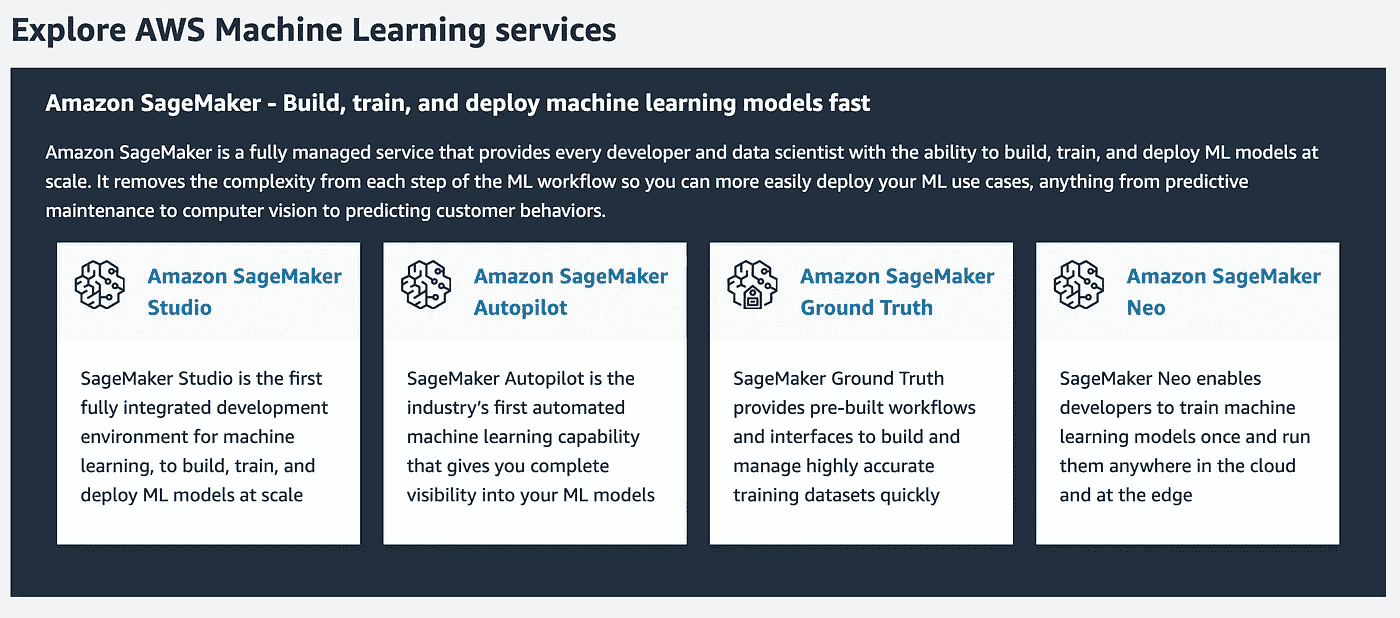 Explore AWS Machine Learning services
Amazon SageMaker - Build, train, and deploy machine learning models fast
Amazon SageMaker is a fully managed service that provides every developer and data scientist with the ability to build, train, and deploy ML models at
scale. It removes the complexity from each step of the ML workflow so you can more easily deploy your ML use cases, anything from predictive
maintenance to computer vision to predicting customer behaviors.
Amazon SageMaker
Studio
SageMaker Studio is the first
fully integrated development
environment for machine
learning, to build, train, and
deploy ML models at scale
Amazon SageMaker
Autopilot
SageMaker Autopilot is the
industry’s first automated
machine learning capability
that gives you complete
visibility into your ML models
Amazon SageMaker
Ground Truth
SageMaker Ground Truth
provides pre-built workflows
and interfaces to build and
manage highly accurate
training datasets quickly
Amazon SageMaker
Neo
SageMaker Neo enables
developers to train machine
learning models once and run
them anywhere in the cloud
and at the edge